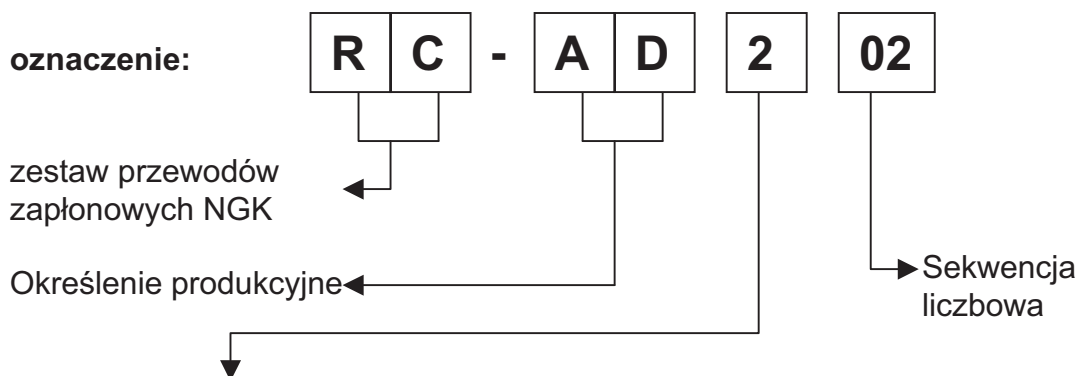 oznaczenie: R C - A D 2 02
zestaw przewodów
zapłonowych NGK
Określenie produkcyjne
Sekwencja
liczbowa